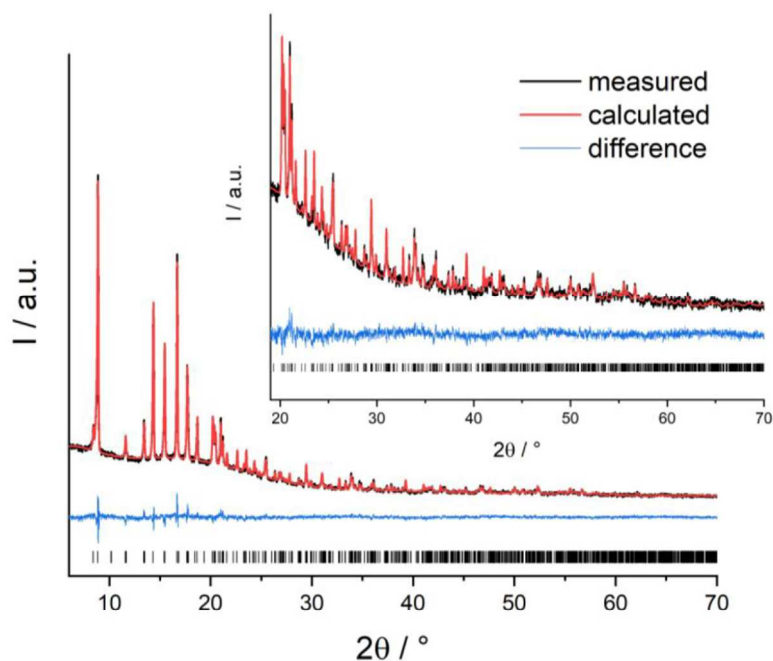 measured
calculated
difference
I / a.u.
20 30 40 50 60 70
2θ / °
I / a.u.
10 20 30 40 50 60 70
2θ / °